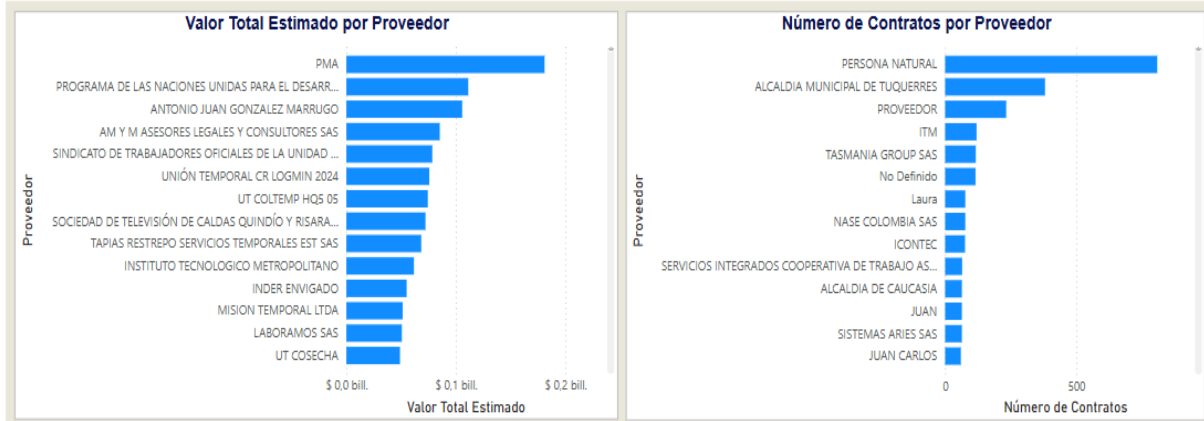 Valor Total Estimado por Proveedor
PMA
PROGRAMA DE LAS NACIONES UNIDAS PARA EL DESARR...
ANTONIO JUAN GONZALEZ MARRUGO
AM Y M ASESORES LEGALES Y CONSULTORES SAS
SINDICATO DE TRABAJADORES OFICIALES DE LA UNIDAD ...
UNIÓN TEMPORAL CR LOGMIN 2024
UT COLTEMP HQ5 05
SOCIEDAD DE TELEVISIÓN DE CALDAS QUINDÍO Y RISARA...
TAPIAS RESTREPO SERVICIOS TEMPORALES EST SAS
INSTITUTO TECNOLOGICO METROPOLITANO
INDER ENVIGADO
MISION TEMPORAL LTDA
LABORAMOS SAS
UT COSECHA
Proveedor
$ 0,0 bill. $ 0,1 bill. $ 0,2 bill.
Valor Total Estimado
Número de Contratos por Proveedor
PERSONA NATURAL
ALCALDIA MUNICIPAL DE TUQUERRES
PROVEEDOR
ITM
TASMANIA GROUP SAS
No Definido
Laura
NASE COLOMBIA SAS
ICONTEC
SERVICIOS INTEGRADOS COOPERATIVA DE TRABAJO AS...
ALCALDIA DE CAUCASIA
JUAN
SISTEMAS ARIES SAS
JUAN CARLOS
Proveedor
0 500
Número de Contratos